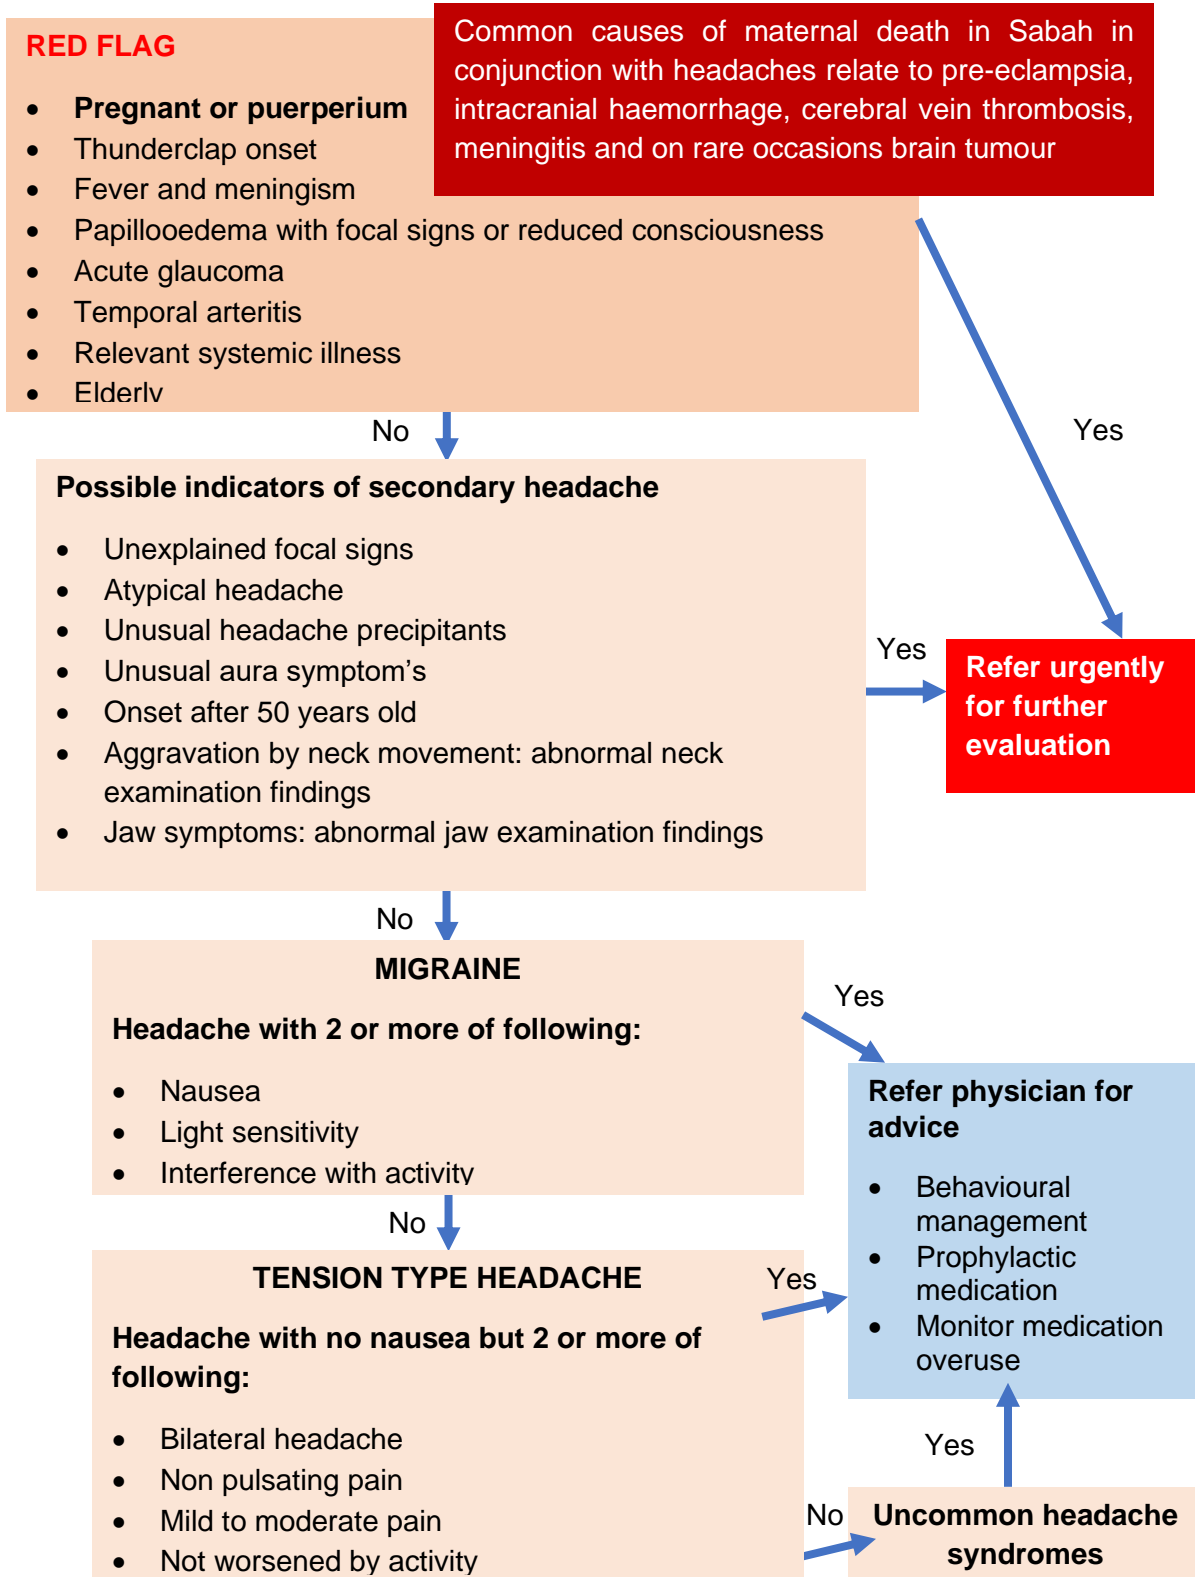 RED FLAG
• Pregnant or puerperium
• Thunderclap onset
• Fever and meningism
• Papillooedema with focal signs or reduced consciousness
• Acute glaucoma
• Temporal arteritis
• Relevant systemic illness
• Elderly
Common causes of maternal death in Sabah in
conjunction with headaches relate to pre-eclampsia,
intracranial haemorrhage, cerebral vein thrombosis,
meningitis and on rare occasions brain tumour
No
Yes
Possible indicators of secondary headache
• Unexplained focal signs
• Atypical headache
• Unusual headache precipitants
• Unusual aura symptom’s
• Onset after 50 years old
• Aggravation by neck movement: abnormal neck
examination findings
• Jaw symptoms: abnormal jaw examination findings
Yes
Refer urgently
for further
evaluation
No
MIGRAINE
Headache with 2 or more of following:
• Nausea
• Light sensitivity
• Interference with activity
Yes
Refer physician for
advice
• Behavioural
management
• Prophylactic
medication
• Monitor medication
overuse
No
TENSION TYPE HEADACHE
Headache with no nausea but 2 or more of
following:
• Bilateral headache
• Non pulsating pain
• Mild to moderate pain
• Not worsened by activity
Yes
Yes
No
Uncommon headache
syndromes